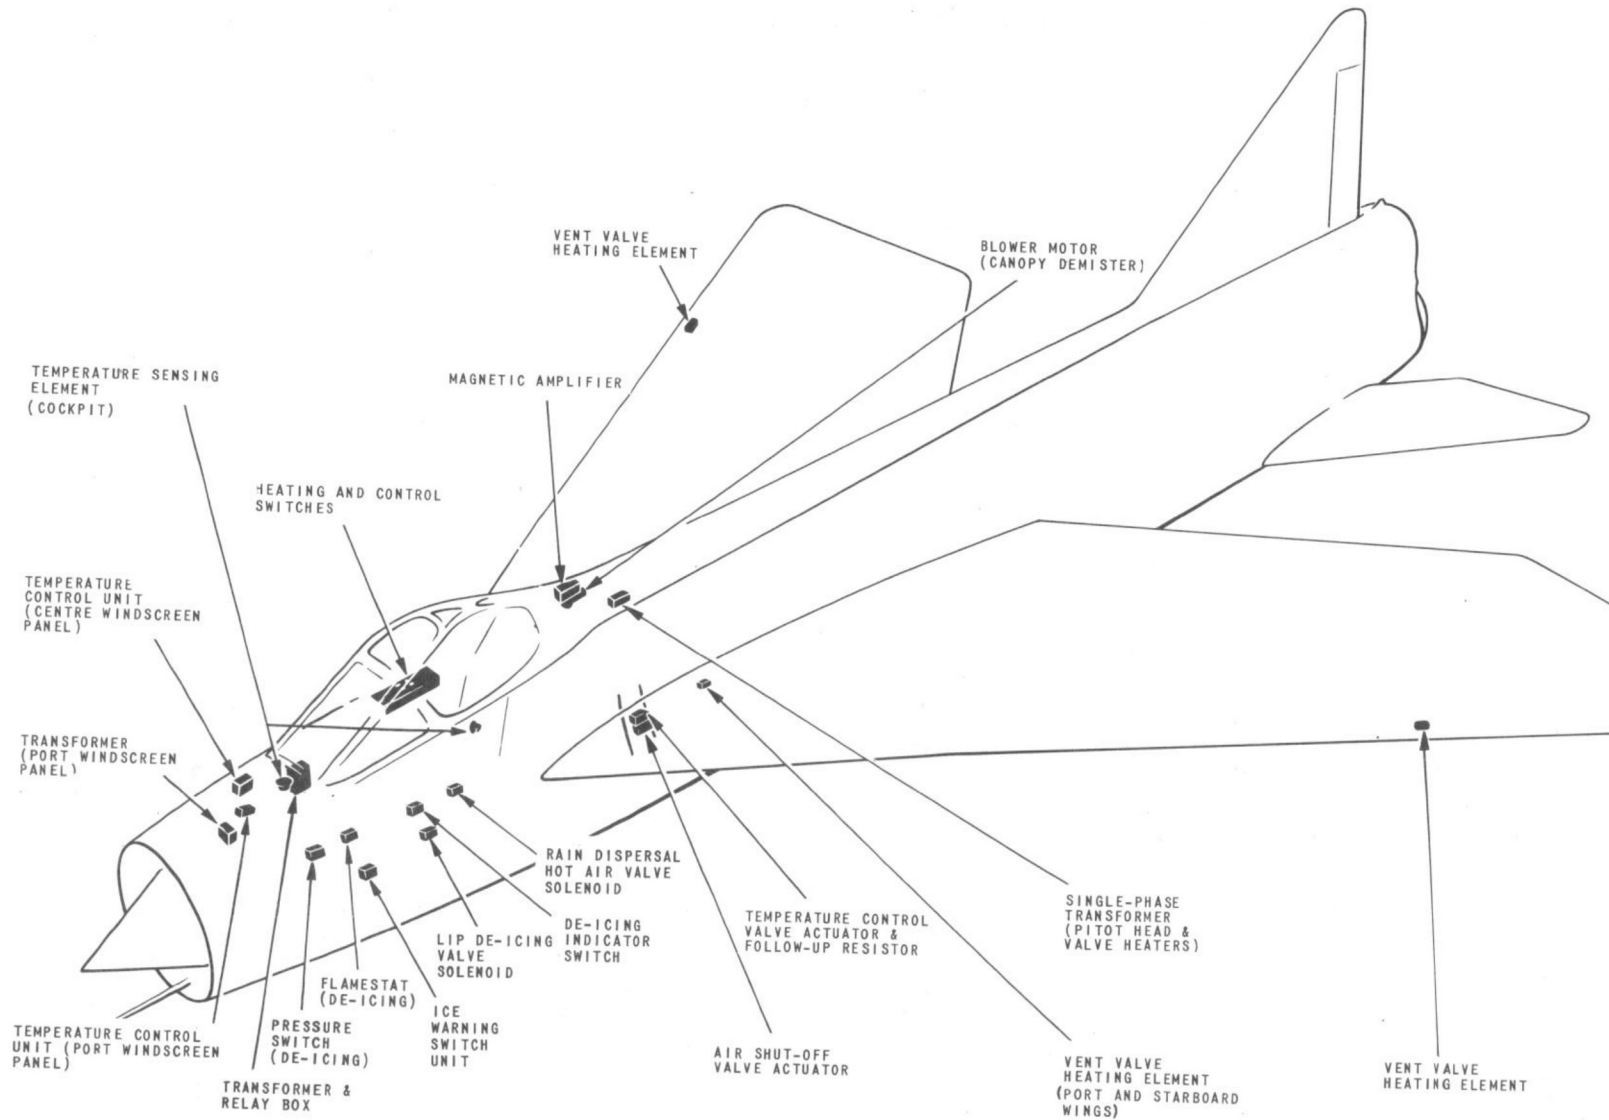 VENT VALVE
HEATING ELEMENT
BLOWER MOTOR
(CANOPY DEMISTER)
TEMPERATURE SENSING
ELEMENT
(COCKPIT)
MAGNETIC AMPLIFIER
HEATING AND CONTROL
SWITCHES
TEMPERATURE
CONTROL UNIT
(CENTRE WINDSCREEN
PANEL)
TRANSFORMER
(PORT WINDSCREEN
PANEL)
RAIN DISPERSAL
HOT AIR VALVE
SOLENOID
DE-ICING
INDICATOR
SWITCH
LIP DE-ICING
VALVE
SOLENOID
FLAMESTAT
(DE-ICING)
ICE
WARNING
SWITCH
UNIT
PRESSURE
SWITCH
(DE-ICING)
TEMPERATURE CONTROL
UNIT (PORT WINDSCREEN
PANEL)
TRANSFORMER &
RELAY BOX
TEMPERATURE CONTROL
VALVE ACTUATOR &
FOLLOW-UP RESISTOR
AIR SHUT-OFF
VALVE ACTUATOR
SINGLE-PHASE
TRANSFORMER
(PITOT HEAD &
VALVE HEATERS)
VENT VALVE
HEATING ELEMENT
(PORT AND STARBOARD
WINGS)
VENT VALVE
HEATING ELEMENT